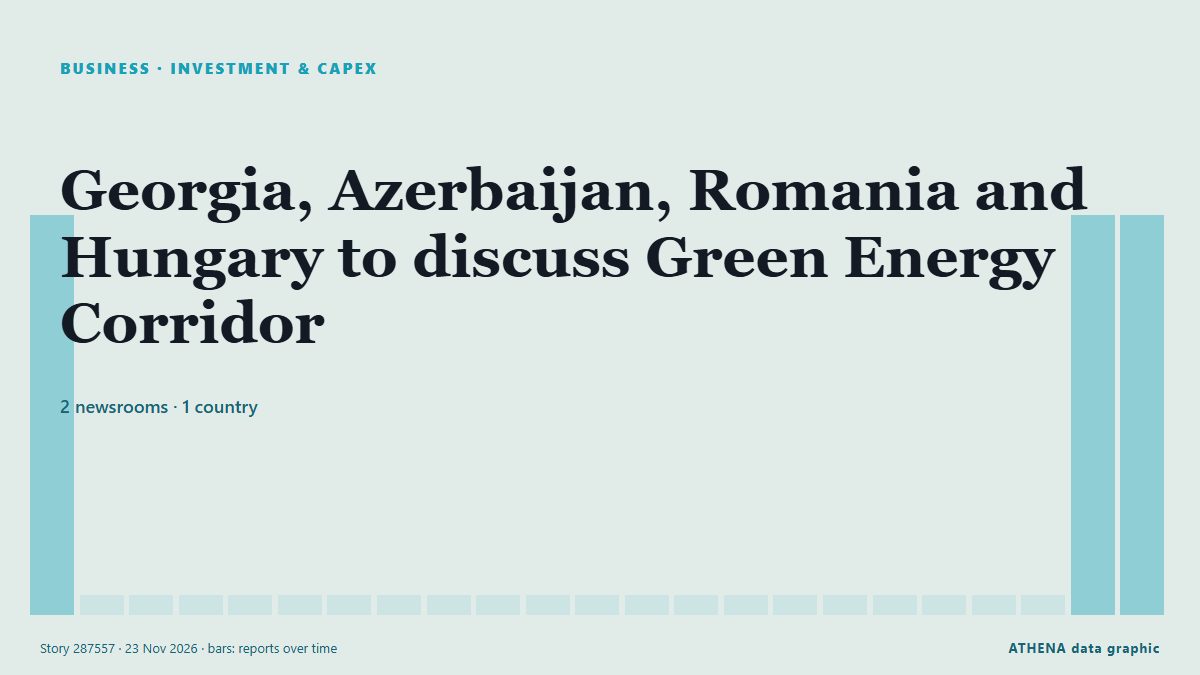 BUSINESS · INVESTMENT & CAPEX
Georgia, Azerbaijan, Romania and
Hungary to discuss Green Energy
Corridor
2 newsrooms · 1 country
Story 287557 · 23 Nov 2026 · bars: reports over time
ATHENA data graphic